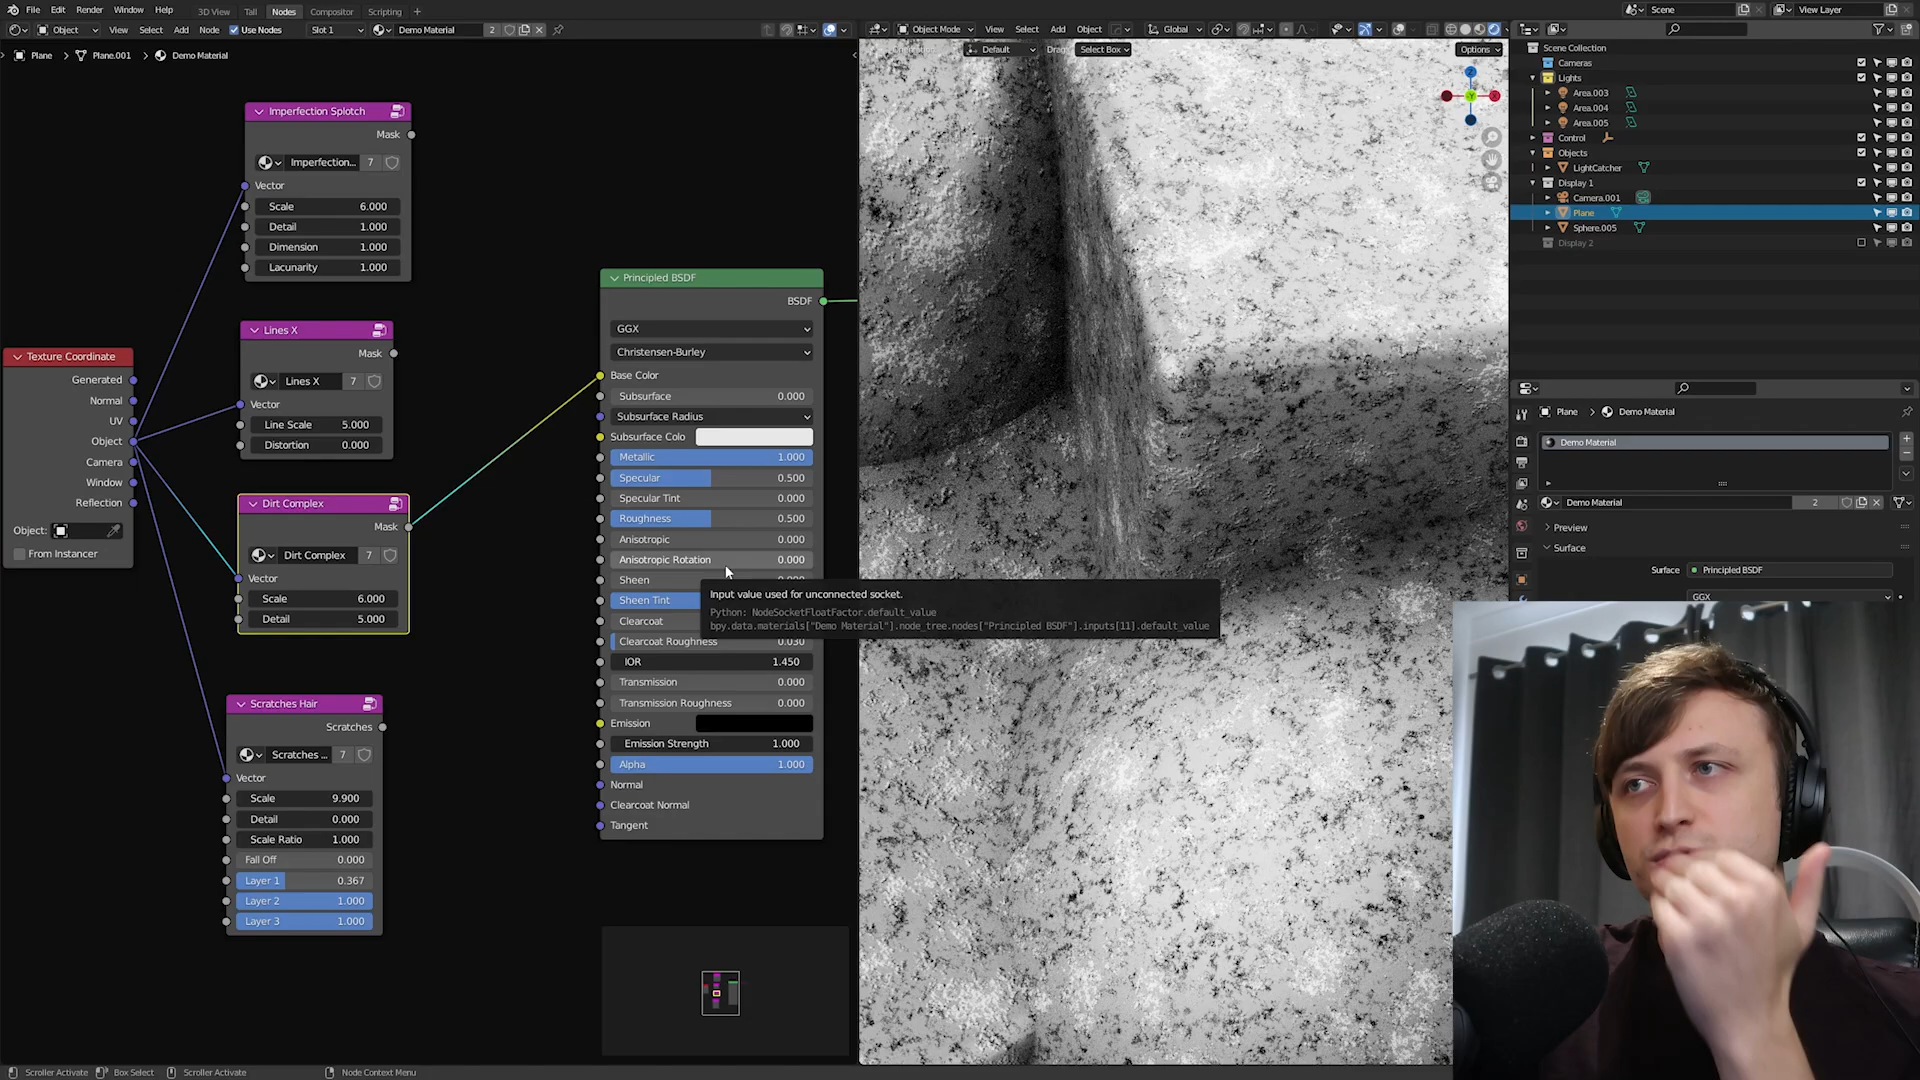 File Edit Render Window Help 3D View Tall Nodes Compositor Scripting + Scene View Layer
Object View Select Add Node Use Nodes Slot 1 Demo Material 2 Object Mode View Select Add Object Global
Plane > Plane.001 > Demo Material
Default Drag: Select Box Options
Imperfection Splotch
Mask
Imperfection... 7
Vector
Scale 6.000
Detail 1.000
Dimension 1.000
Lacunarity 1.000
Lines X
Mask
Lines X 7
Vector
Line Scale 5.000
Distortion 0.000
Texture Coordinate
Generated
Normal
UV
Object
Camera
Window
Reflection
Object:
From Instancer
Dirt Complex
Mask
Dirt Complex 7
Vector
Scale 6.000
Detail 5.000
Scratches Hair
Scratches
Scratches ... 7
Vector
Scale 9.900
Detail 0.000
Scale Ratio 1.000
Fall Off 0.000
Layer 1 0.367
Layer 2 1.000
Layer 3 1.000
Principled BSDF
BSDF
GGX
Christensen-Burley
Base Color
Subsurface 0.000
Subsurface Radius
Subsurface Colo
Metallic 1.000
Specular 0.500
Specular Tint 0.000
Roughness 0.500
Anisotropic 0.000
Anisotropic Rotation 0.000
Sheen
Sheen Tint
Clearcoat
Clearcoat Roughness 0.030
IOR 1.450
Transmission 0.000
Transmission Roughness 0.000
Emission
Emission Strength 1.000
Alpha 1.000
Normal
Clearcoat Normal
Tangent
Input value used for unconnected socket.
Python: NodeSocketFloatFactor.default_value
bpy.data.materials["Demo Material"].node_tree.nodes["Principled BSDF"].inputs[11].default_value
Scene Collection
Cameras
Lights
Area.003
Area.004
Area.005
Control
Objects
LightCatcher
Display 1
Camera.001
Plane
Sphere.005
Display 2
Plane > Demo Material
Demo Material
Demo Material 2
Preview
Surface
Surface Principled BSDF
GGX
Scroller Activate Box Select Scroller Activate Node Context Menu